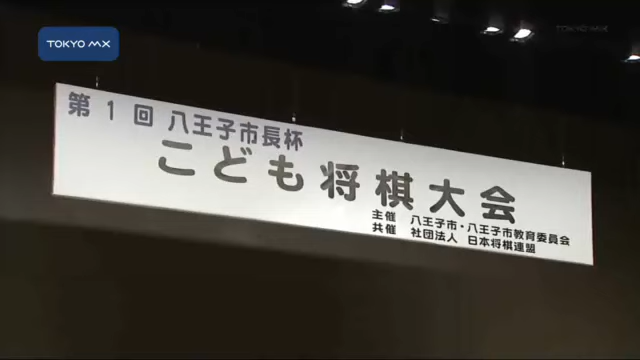 TOKYO MX
TOKYO MX
第1回 八王子市長杯
こども将棋大会
主催 八王子市・八王子市教育委員会
共催 社団法人 日本将棋連盟